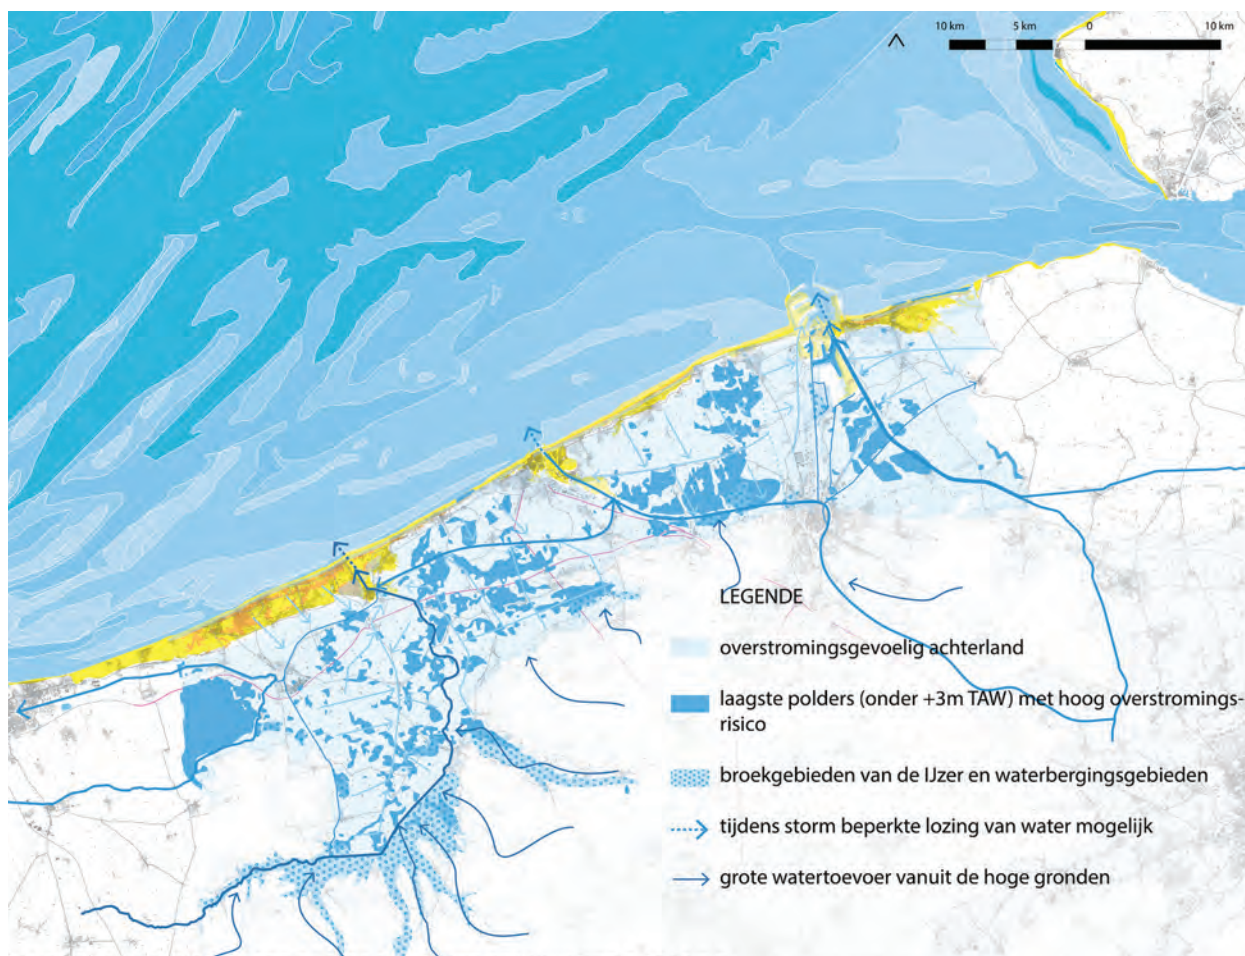 10 km 5 km 0 10 km
LEGENDE
overstromingsgevoelig achterland
laagste polders (onder +3m TAW) met hoog overstromings-
risico
broekgebieden van de IJzer en waterbergingsgebieden
tijdens storm beperkte lozing van water mogelijk
grote watertoevoer vanuit de hoge gronden